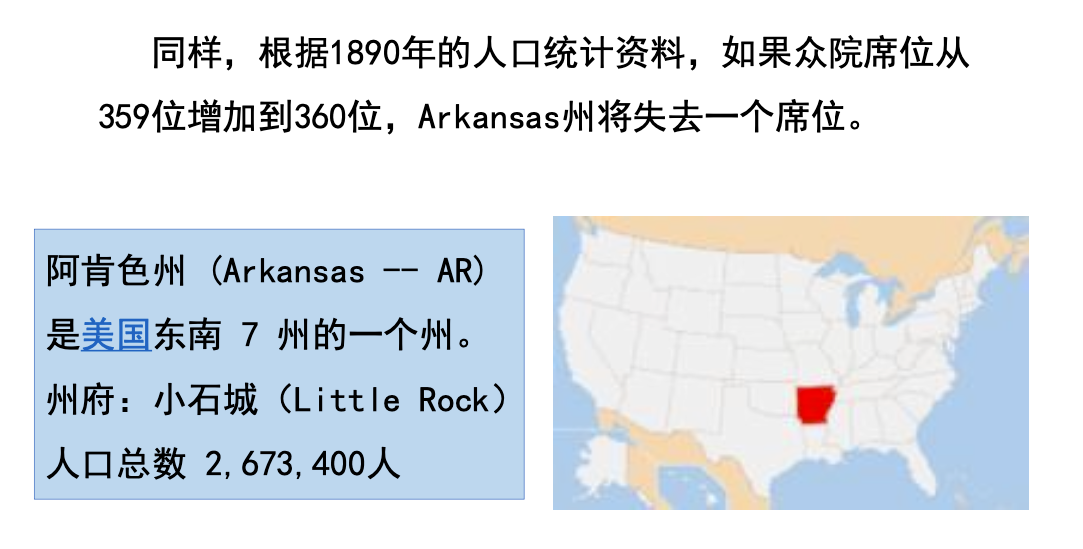 同样，根据1890年的人口统计资料，如果众院席位从
359位增加到360位，Arkansas州将失去一个席位。
阿肯色州 (Arkansas -- AR)
是美国东南 7 州的一个州。
州府：小石城（Little Rock）
人口总数 2,673,400人